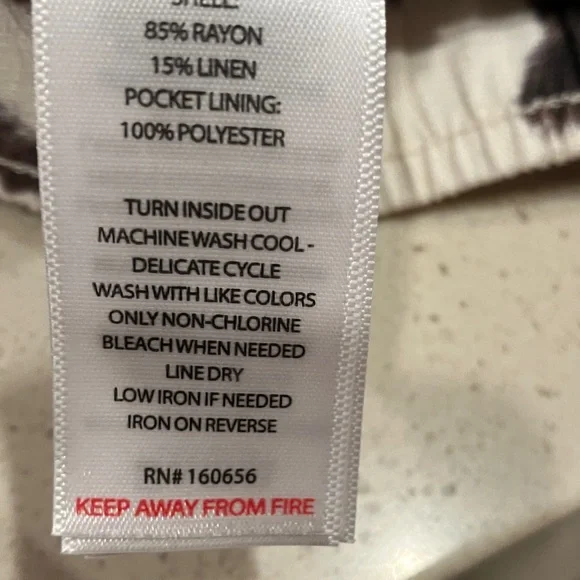 SHELL:
85% RAYON
15% LINEN
POCKET LINING:
100% POLYESTER
TURN INSIDE OUT
MACHINE WASH COOL -
DELICATE CYCLE
WASH WITH LIKE COLORS
ONLY NON-CHLORINE
BLEACH WHEN NEEDED
LINE DRY
LOW IRON IF NEEDED
IRON ON REVERSE
RN# 160656
KEEP AWAY FROM FIRE